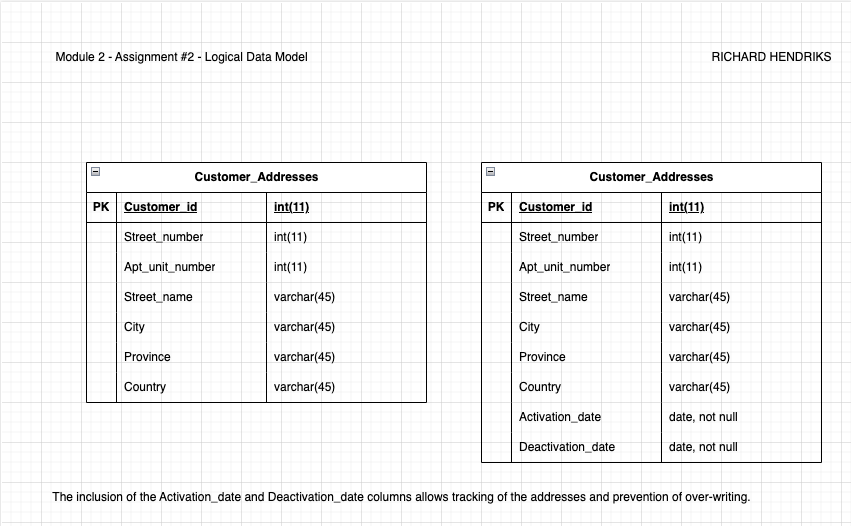 Module 2 - Assignment #2 - Logical Data Model
RICHARD HENDRIKS
Customer_Addresses
PK Customer_id int(11)
Street_number int(11)
Apt_unit_number int(11)
Street_name varchar(45)
City varchar(45)
Province varchar(45)
Country varchar(45)
Customer_Addresses
PK Customer_id int(11)
Street_number int(11)
Apt_unit_number int(11)
Street_name varchar(45)
City varchar(45)
Province varchar(45)
Country varchar(45)
Activation_date date, not null
Deactivation_date date, not null
The inclusion of the Activation_date and Deactivation_date columns allows tracking of the addresses and prevention of over-writing.